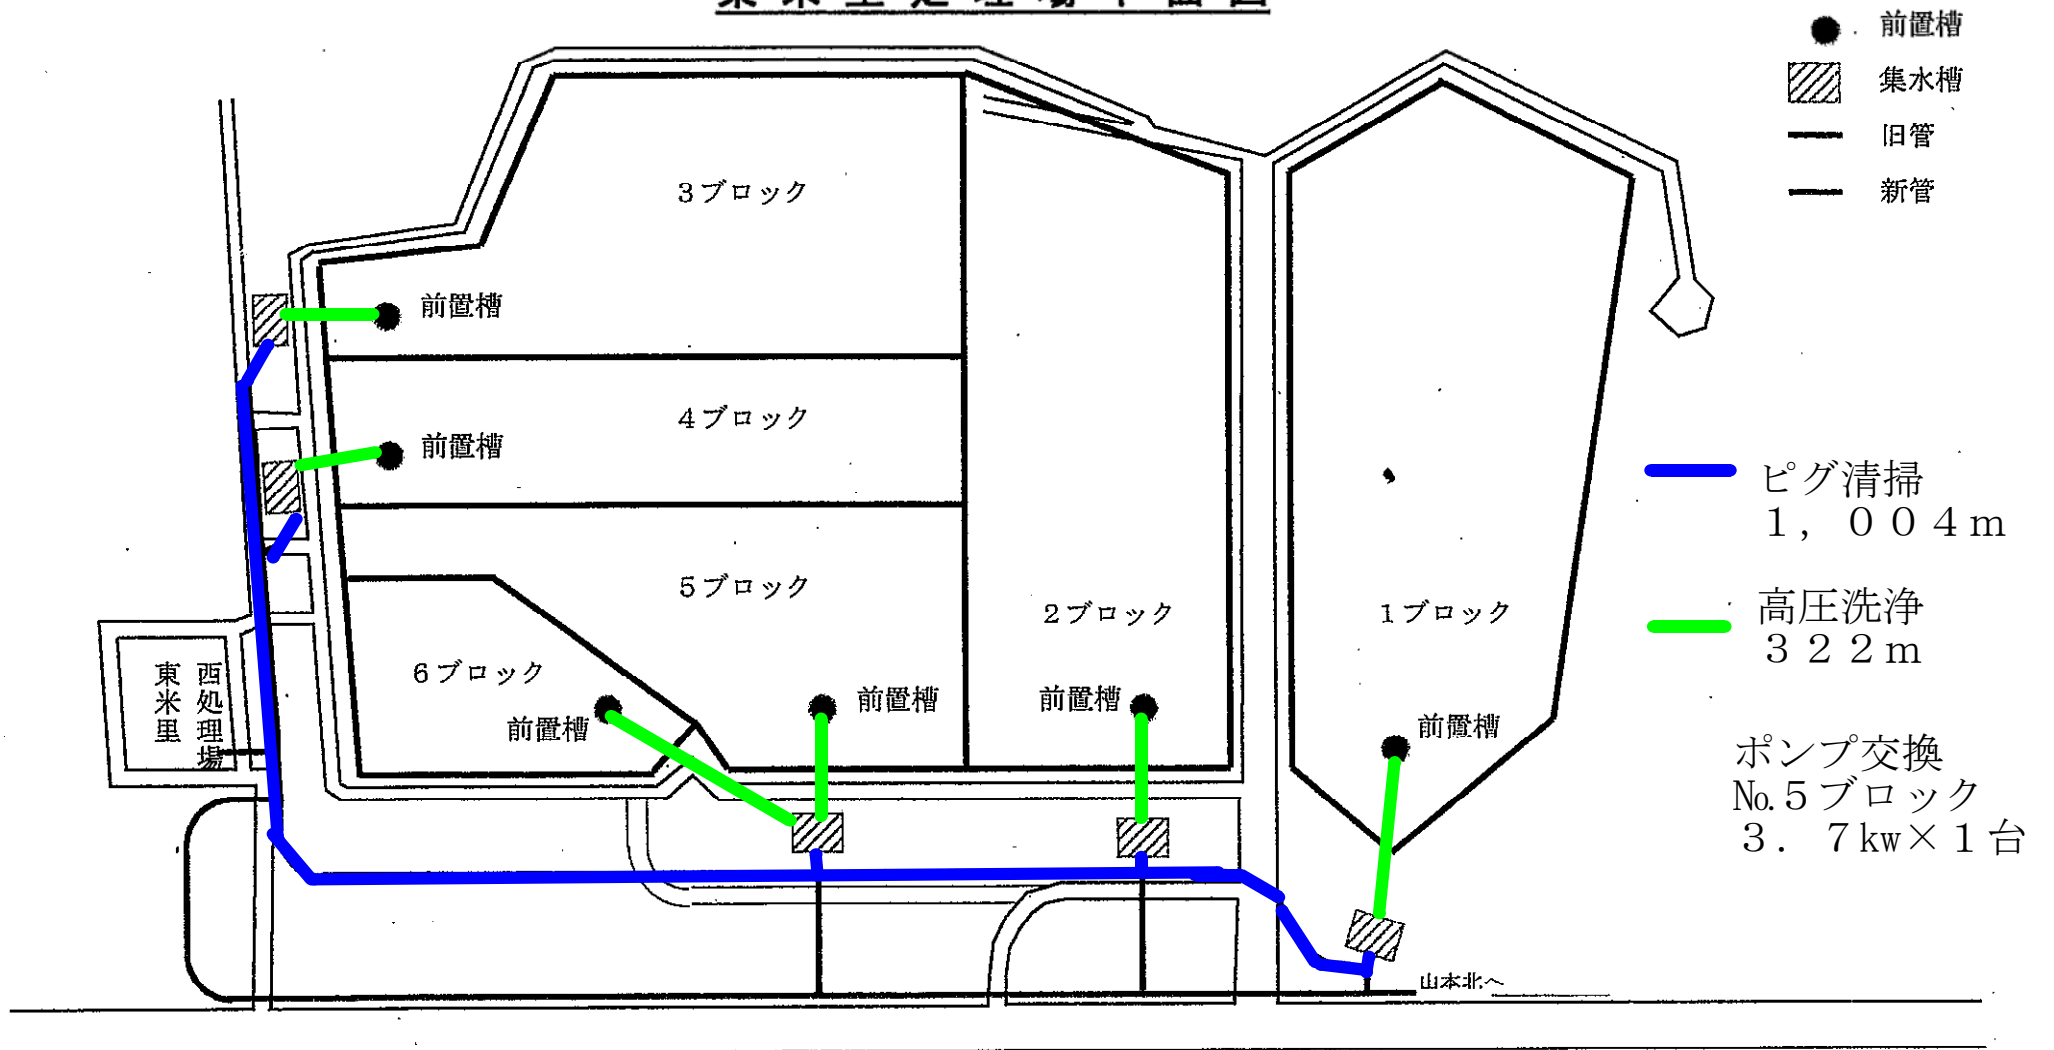 前置槽
集水槽
旧管
新管
3ブロック
前置槽
4ブロック
前置槽
5ブロック
2ブロック
1ブロック
6ブロック
前置槽
前置槽
前置槽
前置槽
東米里
西処理場
山本北へ
ピグ清掃
１，００４m
高圧洗浄
３２２m
ポンプ交換
№５ブロック
３．７kw×１台